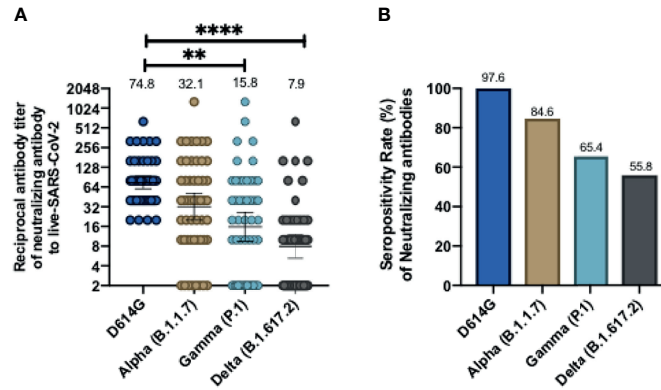 A
B
****
**
74.8 32.1 15.8 7.9
Reciprocal antibody titer
of neutralizing antibody
to live-SARS-CoV-2
2048
1024
512
256
128
64
32
16
8
4
2
D614G
Alpha (B.1.1.7)
Gamma (P.1)
Delta (B.1.617.2)
Seropositivity Rate (%)
of Neutralizing antibodies
100
80
60
40
20
0
97.6
84.6
65.4
55.8
D614G
Alpha (B.1.1.7)
Gamma (P.1)
Delta (B.1.617.2)